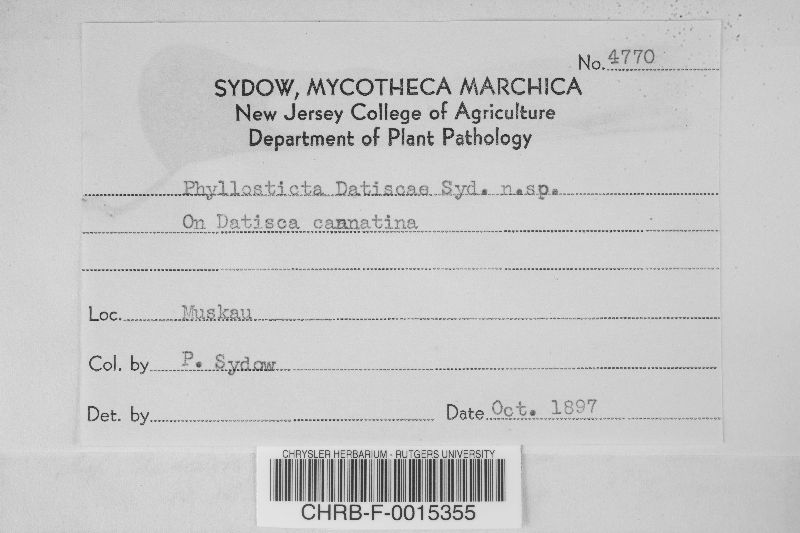 No. 4770
SYDOW, MYCOTHECA MARCHICA
New Jersey College of Agriculture
Department of Plant Pathology
Phyllosticta Datiscae Syd. n.sp.
On Datisca cannatina
Loc. Muskau
Col. by P. Sydow
Det. by
Date Oct. 1897
CHRYSLER HERBARIUM - RUTGERS UNIVERSITY
CHRB-F-0015355